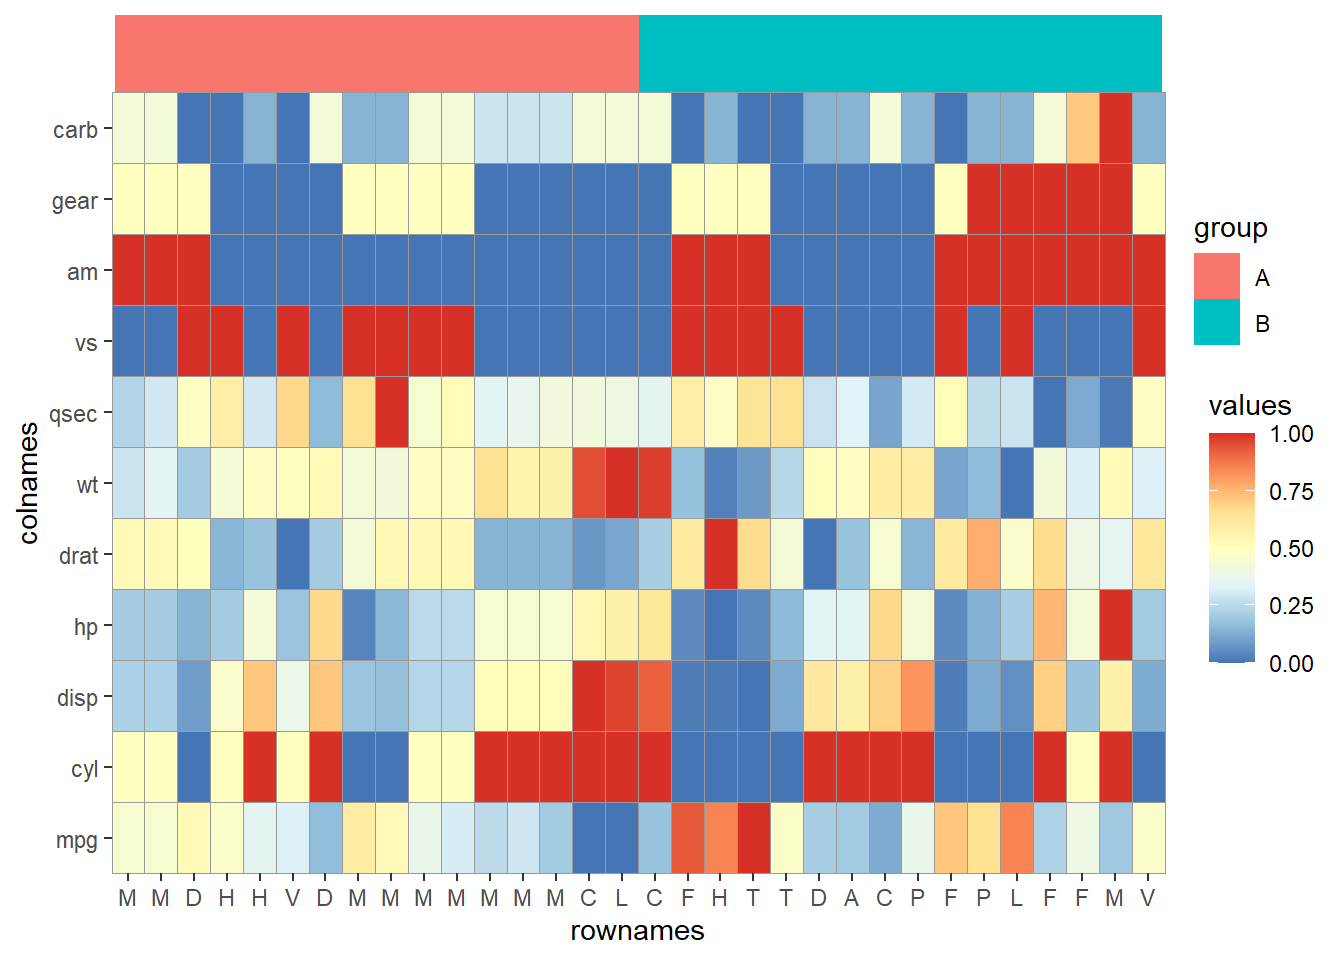 carb
gear
am
vs
qsec
wt
drat
hp
disp
cyl
mpg
colnames
M M D H H V D M M M M M M M C L C F H T T D A C P F P L F F M V
rownames
group
A
B
values
1.00
0.75
0.50
0.25
0.00